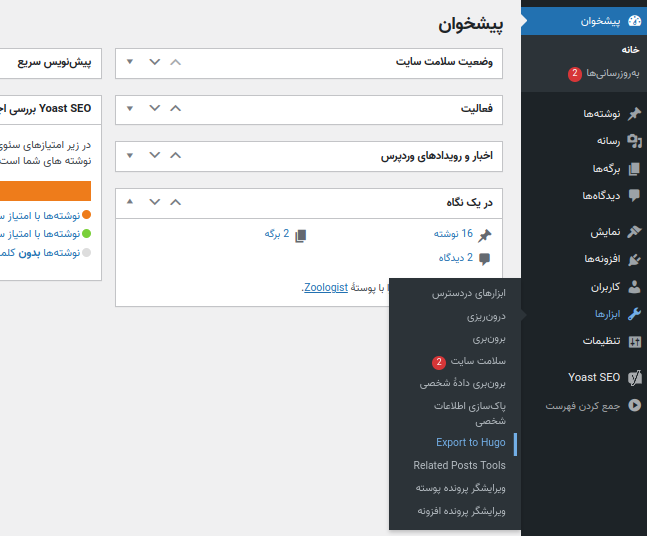 پیشخوان
خانه
به‌روزرسانی‌ها 2
نوشته‌ها
رسانه
برگه‌ها
دیدگاه‌ها
نمایش
افزونه‌ها
کاربران
ابزارها
تنظیمات
Yoast SEO
جمع کردن فهرست
ابزارهای دردسترس
درون‌ریزی
برون‌بری
سلامت سایت 2
برون‌بری دادهٔ شخصی
پاک‌سازی اطلاعات
شخصی
Export to Hugo
Related Posts Tools
ویرایشگر پرونده پوسته
ویرایشگر پرونده افزونه
پیشخوان
وضعیت سلامت سایت
فعالیت
اخبار و رویدادهای وردپرس
در یک نگاه
16 نوشته
2 برگه
2 دیدگاه
با پوستهٔ Zoologist.
پیش‌نویس سریع
Yoast SEO بررسی
در زیر امتیازهای سئوی
نوشته های شما است
نوشته‌ها با امتیاز
نوشته‌ها با امتیاز
نوشته‌ها بدون